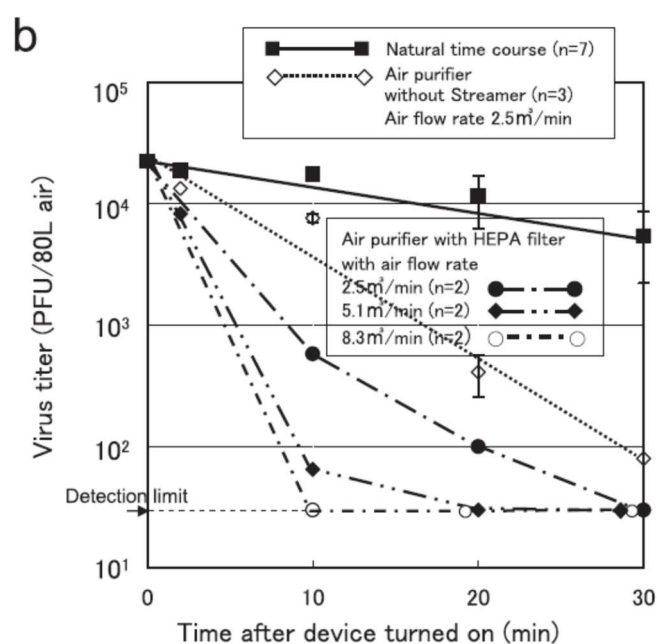 b
Natural time course (n=7)
Air purifier
without Streamer (n=3)
Air flow rate 2.5㎥/min
10⁵
10⁴
Air purifier with HEPA filter
with air flow rate
2.5㎥/min (n=2)
5.1㎥/min (n=2)
8.3㎥/min (n=2)
10³
10²
Detection limit
10¹
Virus titer (PFU/80L air)
0 10 20 30
Time after device turned on (min)